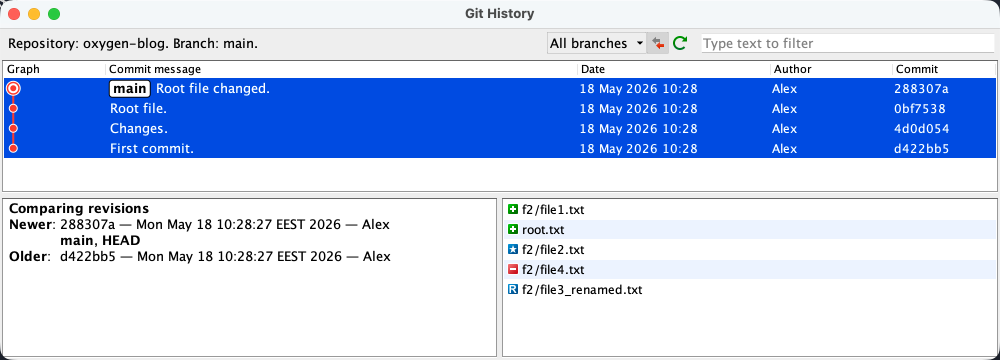 Git History
Repository: oxygen-blog. Branch: main.
All branches
Type text to filter
Graph Commit message Date Author Commit
main Root file changed. 18 May 2026 10:28 Alex 288307a
Root file. 18 May 2026 10:28 Alex 0bf7538
Changes. 18 May 2026 10:28 Alex 4d0d054
First commit. 18 May 2026 10:28 Alex d422bb5
Comparing revisions
Newer: 288307a — Mon May 18 10:28:27 EEST 2026 — Alex
main, HEAD
Older: d422bb5 — Mon May 18 10:28:27 EEST 2026 — Alex
f2/file1.txt
root.txt
f2/file2.txt
f2/file4.txt
R f2/file3_renamed.txt